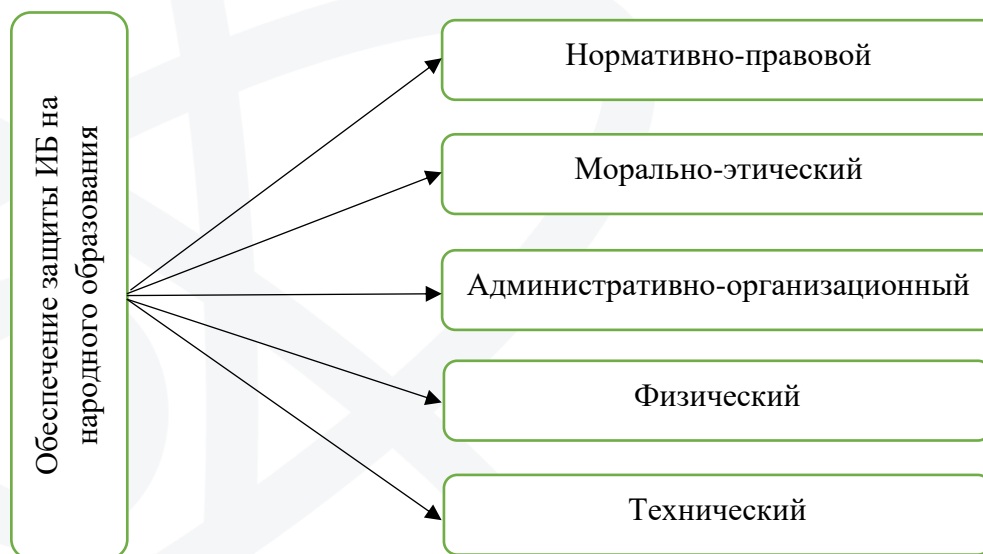 Обеспечение защиты ИБ на
народного образования
Нормативно-правовой
Морально-этический
Административно-организационный
Физический
Технический